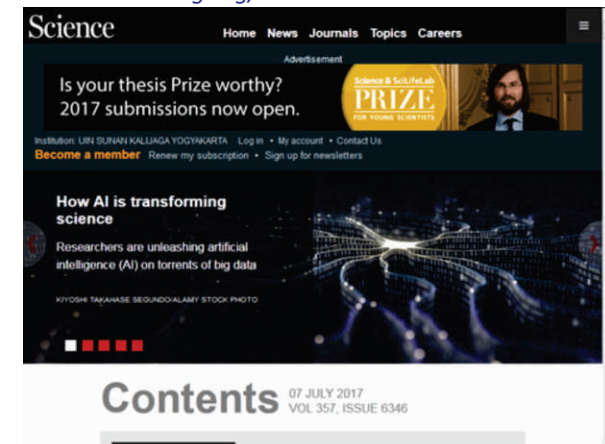 Science
Home News Journals Topics Careers
Advertisement
Is your thesis Prize worthy?
2017 submissions now open.
Science & SciLifeLab
PRIZE
FOR YOUNG SCIENTISTS
Institution: UIN SUNAN KALIJAGA YOGYAKARTA Log in • My account • Contact Us
Become a member Renew my subscription • Sign up for newsletters
How AI is transforming
science
Researchers are unleashing artificial
intelligence (AI) on torrents of big data
KIYOSHI TAKAHASE SEGUNDO/ALAMY STOCK PHOTO
Contents
07 JULY 2017
VOL 357, ISSUE 6346